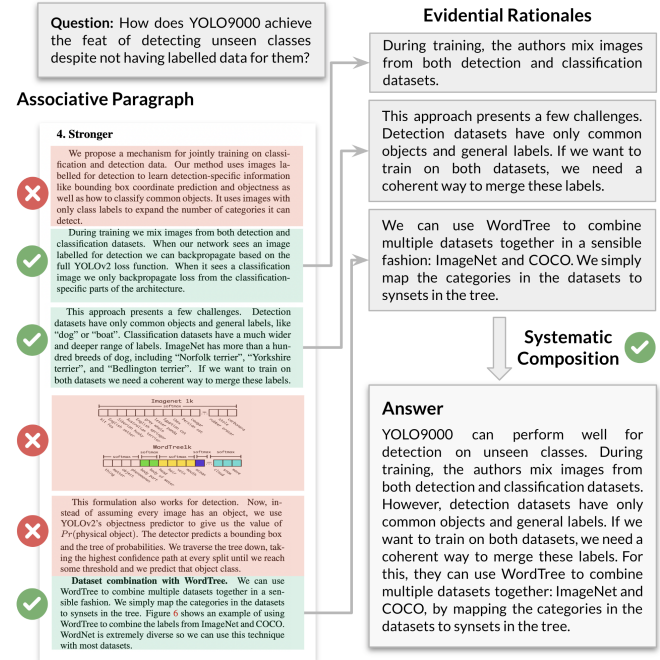 Question: How does YOLO9000 achieve
the feat of detecting unseen classes
despite not having labelled data for them?
Associative Paragraph
4. Stronger
We propose a mechanism for jointly training on classi-
fication and detection data. Our method uses images la-
belled for detection to learn detection-specific information
like bounding box coordinate prediction and objectness as
well as how to classify common objects. It uses images with
only class labels to expand the number of categories it can
detect.
During training we mix images from both detection and
classification datasets. When our network sees an image
labelled for detection we can backpropagate based on the
full YOLOv2 loss function. When it sees a classification
image we only backpropagate loss from the classification-
specific parts of the architecture.
This approach presents a few challenges. Detection
datasets have only common objects and general labels, like
“dog” or “boat”. Classification datasets have a much wider
and deeper range of labels. ImageNet has more than a hun-
dred breeds of dog, including “Norfolk terrier”, “Yorkshire
terrier”, and “Bedlington terrier”. If we want to train on
both datasets we need a coherent way to merge these labels.
Imagenet 1k
softmax
WordTree1k
softmax softmax softmax softmax softmax
This formulation also works for detection. Now, in-
stead of assuming every image has an object, we use
YOLOv2's objectness predictor to give us the value of
Pr(physical object). The detector predicts a bounding box
and the tree of probabilities. We traverse the tree down, tak-
ing the highest confidence path at every split until we reach
some threshold and we predict that object class.
Dataset combination with WordTree. We can use
WordTree to combine multiple datasets together in a sen-
sible fashion. We simply map the categories in the datasets
to synsets in the tree. Figure 6 shows an example of using
WordTree to combine the labels from ImageNet and COCO.
WordNet is extremely diverse so we can use this technique
with most datasets.
Evidential Rationales
During training, the authors mix images
from both detection and classification
datasets.
This approach presents a few challenges.
Detection datasets have only common
objects and general labels. If we want to
train on both datasets, we need a
coherent way to merge these labels.
We can use WordTree to combine
multiple datasets together in a sensible
fashion: ImageNet and COCO. We simply
map the categories in the datasets to
synsets in the tree.
Systematic
Composition
Answer
YOLO9000 can perform well for
detection on unseen classes. During
training, the authors mix images from
both detection and classification datasets.
However, detection datasets have only
common objects and general labels. If we
want to train on both datasets, we need a
coherent way to merge these labels. For
this, they can use WordTree to combine
multiple datasets together: ImageNet and
COCO, by mapping the categories in the
datasets to synsets in the tree.